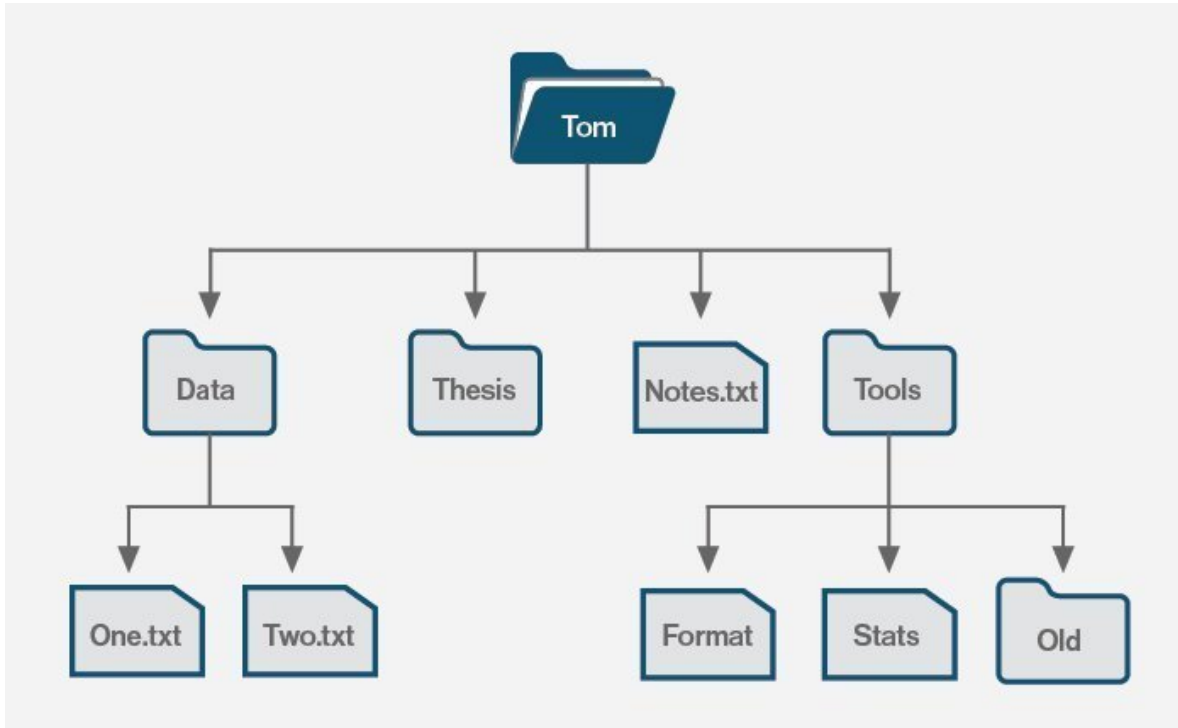 Tom
Data
Thesis
Notes.txt
Tools
One.txt
Two.txt
Format
Stats
Old